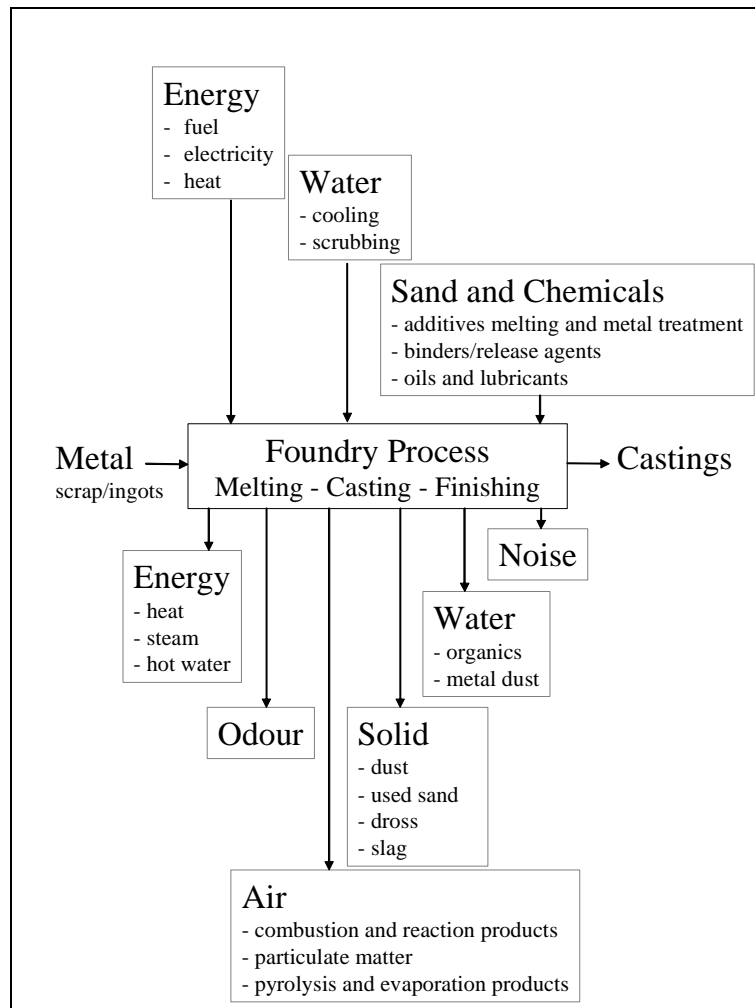 Energy
- fuel
- electricity
- heat
Water
- cooling
- scrubbing
Sand and Chemicals
- additives melting and metal treatment
- binders/release agents
- oils and lubricants
Metal
scrap/ingots
Foundry Process
Melting - Casting - Finishing
Castings
Energy
- heat
- steam
- hot water
Odour
Air
- combustion and reaction products
- particulate matter
- pyrolysis and evaporation products
Solid
- dust
- used sand
- dross
- slag
Water
- organics
- metal dust
Noise